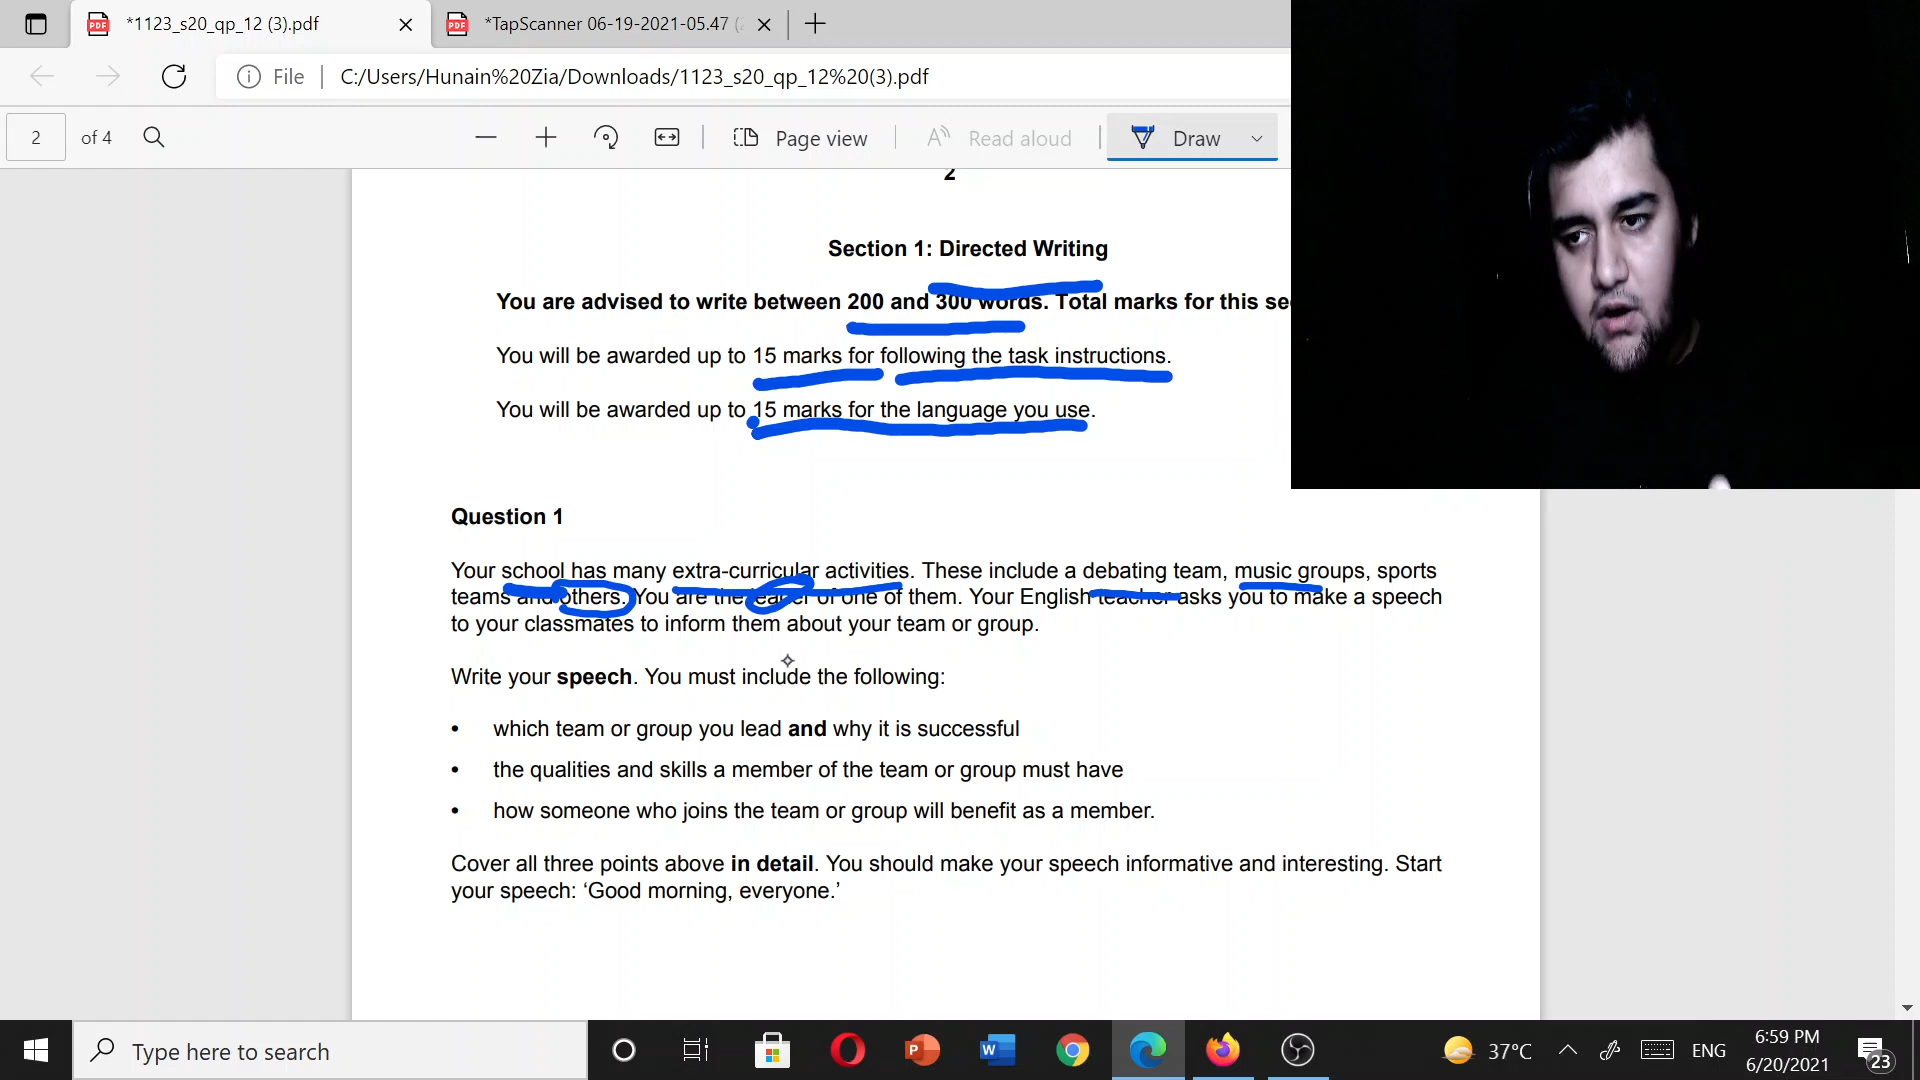 *1123_s20_qp_12 (3).pdf
*TapScanner 06-19-2021-05.47 (
File
C:/Users/Hunain%20Zia/Downloads/1123_s20_qp_12%20(3).pdf
2 of 4
Page view
Read aloud
Draw
2
Section 1: Directed Writing
You are advised to write between 200 and 300 words. Total marks for this
You will be awarded up to 15 marks for following the task instructions.
You will be awarded up to 15 marks for the language you use.
Question 1
Your school has many extra-curricular activities. These include a debating team, music groups, sports
teams and others. You are the leader of one of them. Your English teacher asks you to make a speech
to your classmates to inform them about your team or group.
Write your speech. You must include the following:
• which team or group you lead and why it is successful
• the qualities and skills a member of the team or group must have
• how someone who joins the team or group will benefit as a member.
Cover all three points above in detail. You should make your speech informative and interesting. Start
your speech: ‘Good morning, everyone.’
Type here to search
37°C
ENG
6:59 PM
6/20/2021
23